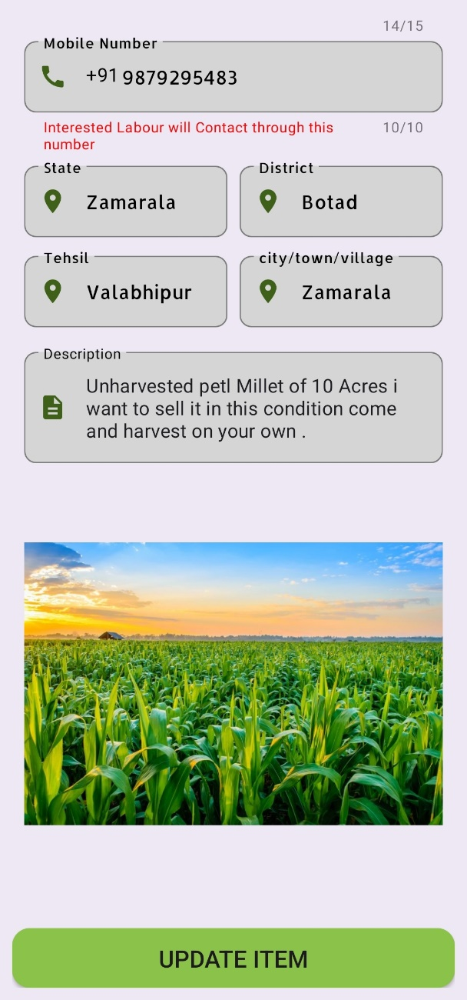 14/15
Mobile Number
+91 9879295483
Interested Labour will Contact through this
number
10/10
State
District
Zamarala
Botad
Tehsil
city/town/village
Valabhipur
Zamarala
Description
Unharvested petl Millet of 10 Acres i
want to sell it in this condition come
and harvest on your own .
UPDATE ITEM